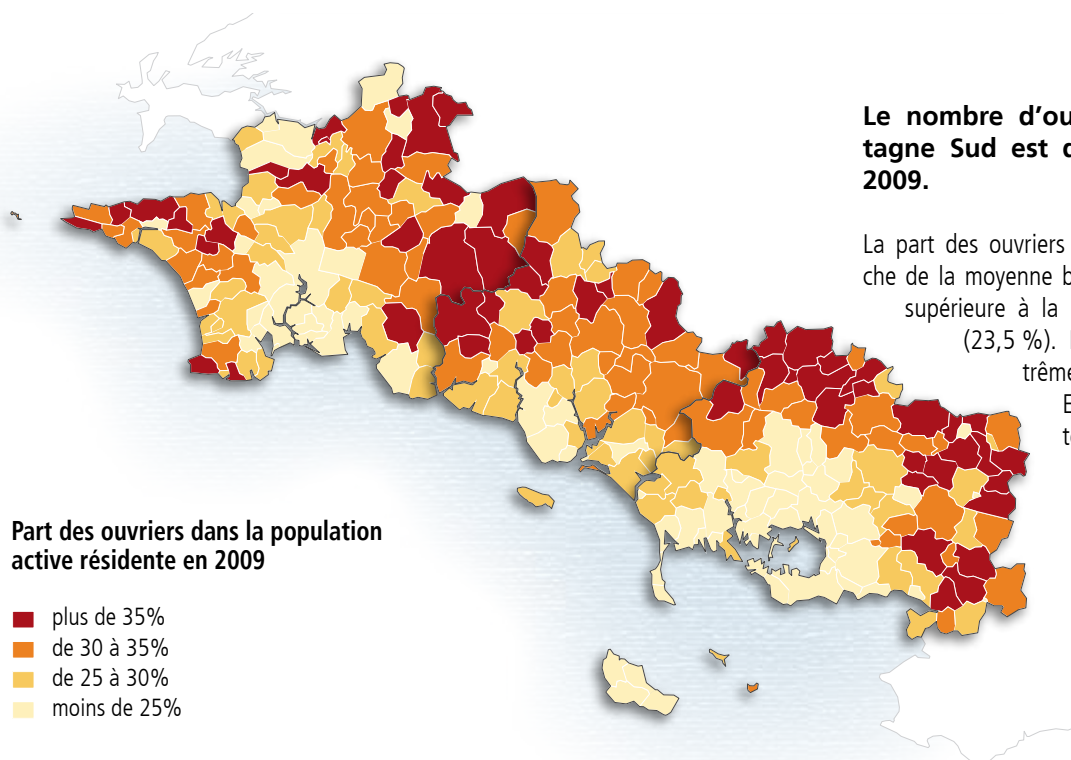 Le nombre d'ou
tagne Sud est d
2009.
La part des ouvriers
che de la moyenne b
supérieure à la
(23,5 %).
trême
Part des ouvriers dans la population
active résidente en 2009
plus de 35%
de 30 à 35%
de 25 à 30%
moins de 25%